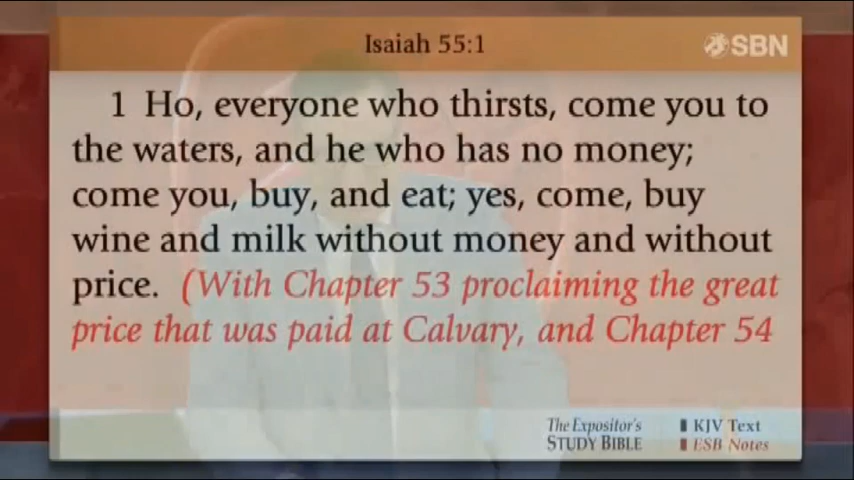 Isaiah 55:1
SBN
1 Ho, everyone who thirsts, come you to
the waters, and he who has no money;
come you, buy, and eat; yes, come, buy
wine and milk without money and without
price. (With Chapter 53 proclaiming the great
price that was paid at Calvary, and Chapter 54
The Expositor's
STUDY BIBLE
KJV Text
ESB Notes